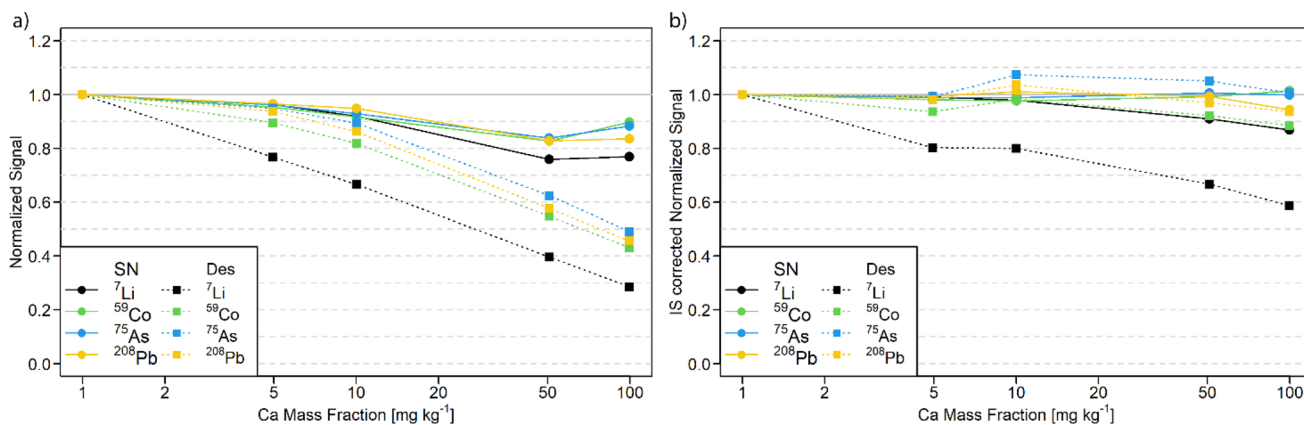 a)
Normalized Signal
1.2
1.0
0.8
0.6
0.4
0.2
0.0
SN Des
⁷Li ⁷Li
⁵⁹Co ⁵⁹Co
⁷⁵As ⁷⁵As
²⁰⁸Pb ²⁰⁸Pb
1 2 5 10 20 50 100
Ca Mass Fraction [mg kg⁻¹]
b)
IS corrected Normalized Signal
1.2
1.0
0.8
0.6
0.4
0.2
0.0
SN Des
⁷Li ⁷Li
⁵⁹Co ⁵⁹Co
⁷⁵As ⁷⁵As
²⁰⁸Pb ²⁰⁸Pb
1 2 5 10 20 50 100
Ca Mass Fraction [mg kg⁻¹]